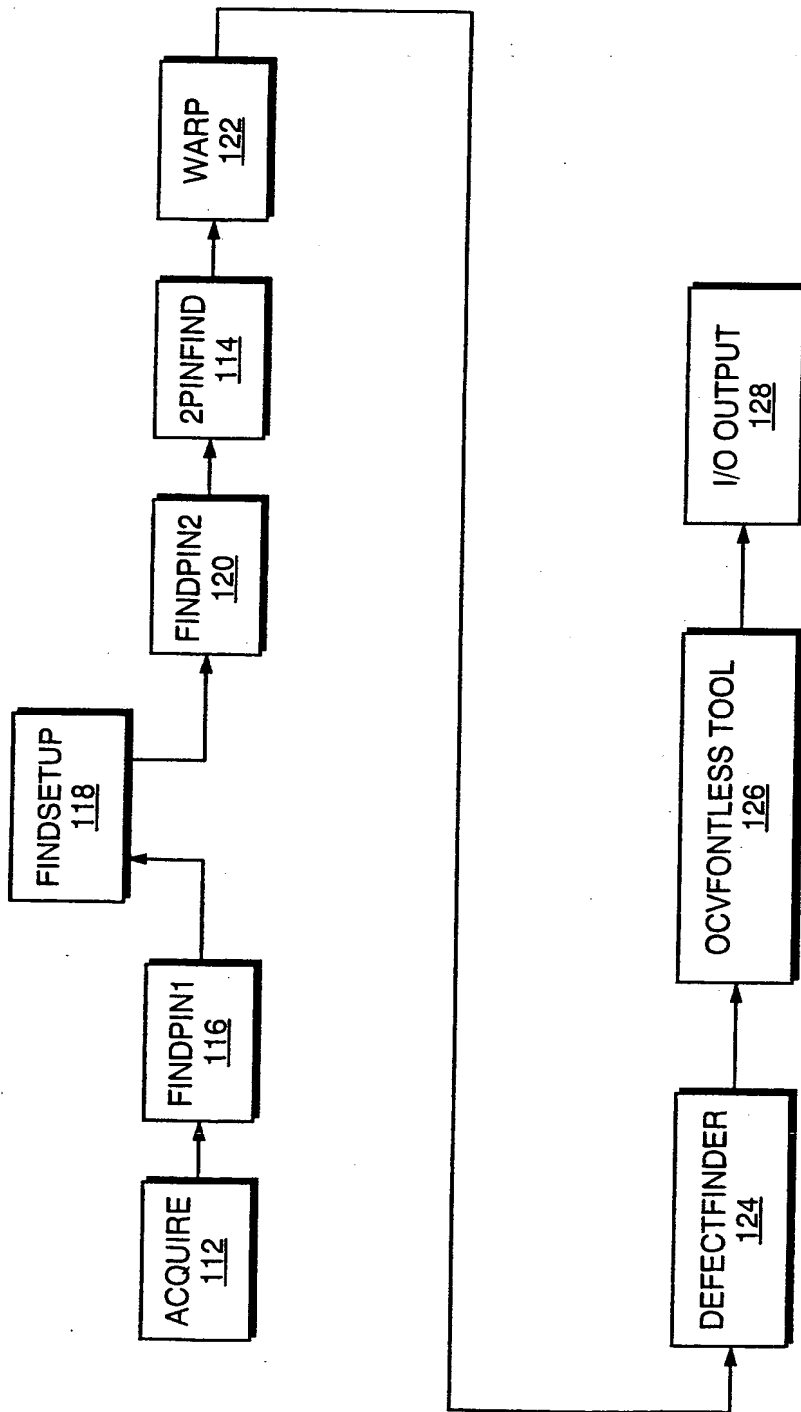 ACQUIRE
112
FINDPIN1
116
FINDSETUP
118
FINDPIN2
120
2PINFIND
114
WARP
122
DEFECTFINDER
124
OCVFONTLESS TOOL
126
I/O OUTPUT
128